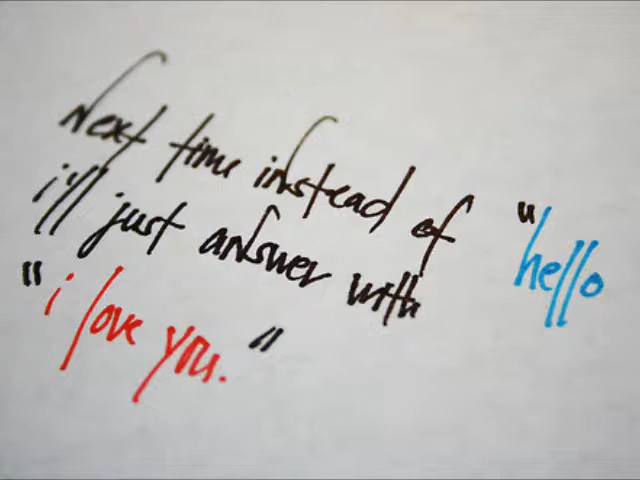 Next time instead of "hello
i'll just answer with
"i love you."